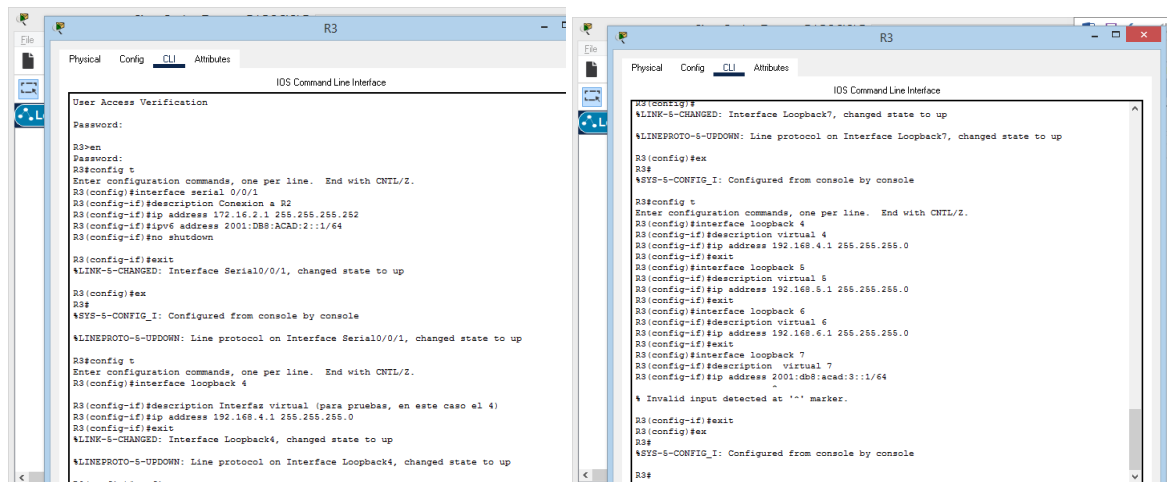 R3
File
Physical Config CLI Attributes
IOS Command Line Interface
User Access Verification
Password:
R3>en
Password:
R3#config t
Enter configuration commands, one per line. End with CNTL/Z.
R3(config)#interface serial 0/0/1
R3(config-if)#description Conexion a R2
R3(config-if)#ip address 172.16.2.1 255.255.255.252
R3(config-if)#ipv6 address 2001:DB8:ACAD:2::1/64
R3(config-if)#no shutdown
R3(config-if)#exit
%LINK-5-CHANGED: Interface Serial0/0/1, changed state to up
R3(config)#ex
R3#
%SYS-5-CONFIG_I: Configured from console by console
%LINEPROTO-5-UPDOWN: Line protocol on Interface Serial0/0/1, changed state to up
R3#config t
Enter configuration commands, one per line. End with CNTL/Z.
R3(config)#interface loopback 4
R3(config-if)#description Interfaz virtual (para pruebas, en este caso el 4)
R3(config-if)#ip address 192.168.4.1 255.255.255.0
R3(config-if)#exit
%LINK-5-CHANGED: Interface Loopback4, changed state to up
%LINEPROTO-5-UPDOWN: Line protocol on Interface Loopback4, changed state to up
R3
File
Physical Config CLI Attributes
IOS Command Line Interface
R3(config)#
%LINK-5-CHANGED: Interface Loopback7, changed state to up
%LINEPROTO-5-UPDOWN: Line protocol on Interface Loopback7, changed state to up
R3(config)#ex
R3#
%SYS-5-CONFIG_I: Configured from console by console
R3#config t
Enter configuration commands, one per line. End with CNTL/Z.
R3(config)#interface loopback 4
R3(config-if)#description virtual 4
R3(config-if)#ip address 192.168.4.1 255.255.255.0
R3(config-if)#exit
R3(config)#interface loopback 5
R3(config-if)#description virtual 5
R3(config-if)#ip address 192.168.5.1 255.255.255.0
R3(config-if)#exit
R3(config)#interface loopback 6
R3(config-if)#description virtual 6
R3(config-if)#ip address 192.168.6.1 255.255.255.0
R3(config-if)#exit
R3(config)#interface loopback 7
R3(config-if)#description  virtual 7
R3(config-if)#ip address 2001:db8:acad:3::1/64
^
% Invalid input detected at '^' marker.
R3(config-if)#exit
R3(config)#ex
R3#
%SYS-5-CONFIG_I: Configured from console by console
R3#